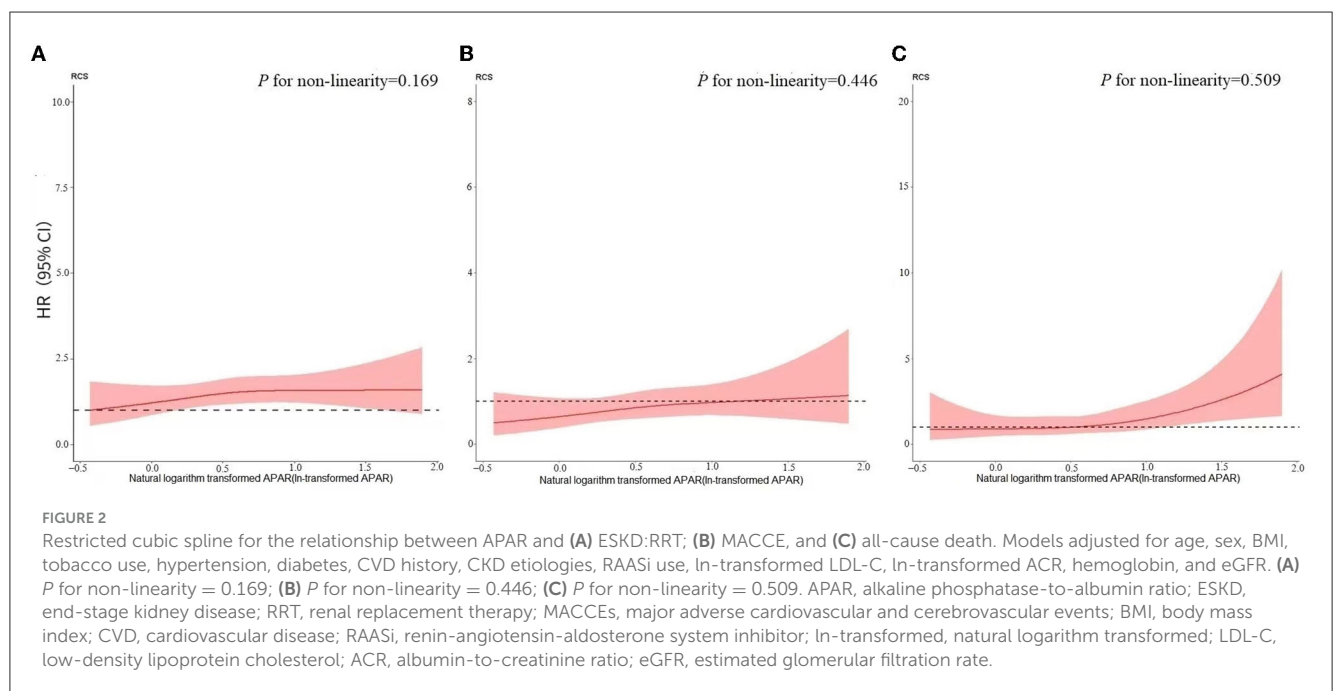 A
RCS
P for non-linearity=0.169
10.0
7.5
5.0
2.5
0.0
HR (95% CI)
-0.5 0.0 0.5 1.0 1.5 2.0
Natural logarithm transformed APAR(ln-transformed APAR)
B
RCS
P for non-linearity=0.446
8
6
4
2
0
-0.5 0.0 0.5 1.0 1.5 2.0
Natural logarithm transformed APAR(ln-transformed APAR)
C
RCS
P for non-linearity=0.509
20
15
10
5
0
-0.5 0.0 0.5 1.0 1.5 2.0
Natural logarithm transformed APAR(ln-transformed APAR)
FIGURE 2
Restricted cubic spline for the relationship between APAR and (A) ESKD:RRT; (B) MACCE, and (C) all-cause death. Models adjusted for age, sex, BMI,
tobacco use, hypertension, diabetes, CVD history, CKD etiologies, RAASi use, ln-transformed LDL-C, ln-transformed ACR, hemoglobin, and eGFR. (A)
P for non-linearity = 0.169; (B) P for non-linearity = 0.446; (C) P for non-linearity = 0.509. APAR, alkaline phosphatase-to-albumin ratio; ESKD,
end-stage kidney disease; RRT, renal replacement therapy; MACCEs, major adverse cardiovascular and cerebrovascular events; BMI, body mass
index; CVD, cardiovascular disease; RAASi, renin-angiotensin-aldosterone system inhibitor; ln-transformed, natural logarithm transformed; LDL-C,
low-density lipoprotein cholesterol; ACR, albumin-to-creatinine ratio; eGFR, estimated glomerular filtration rate.